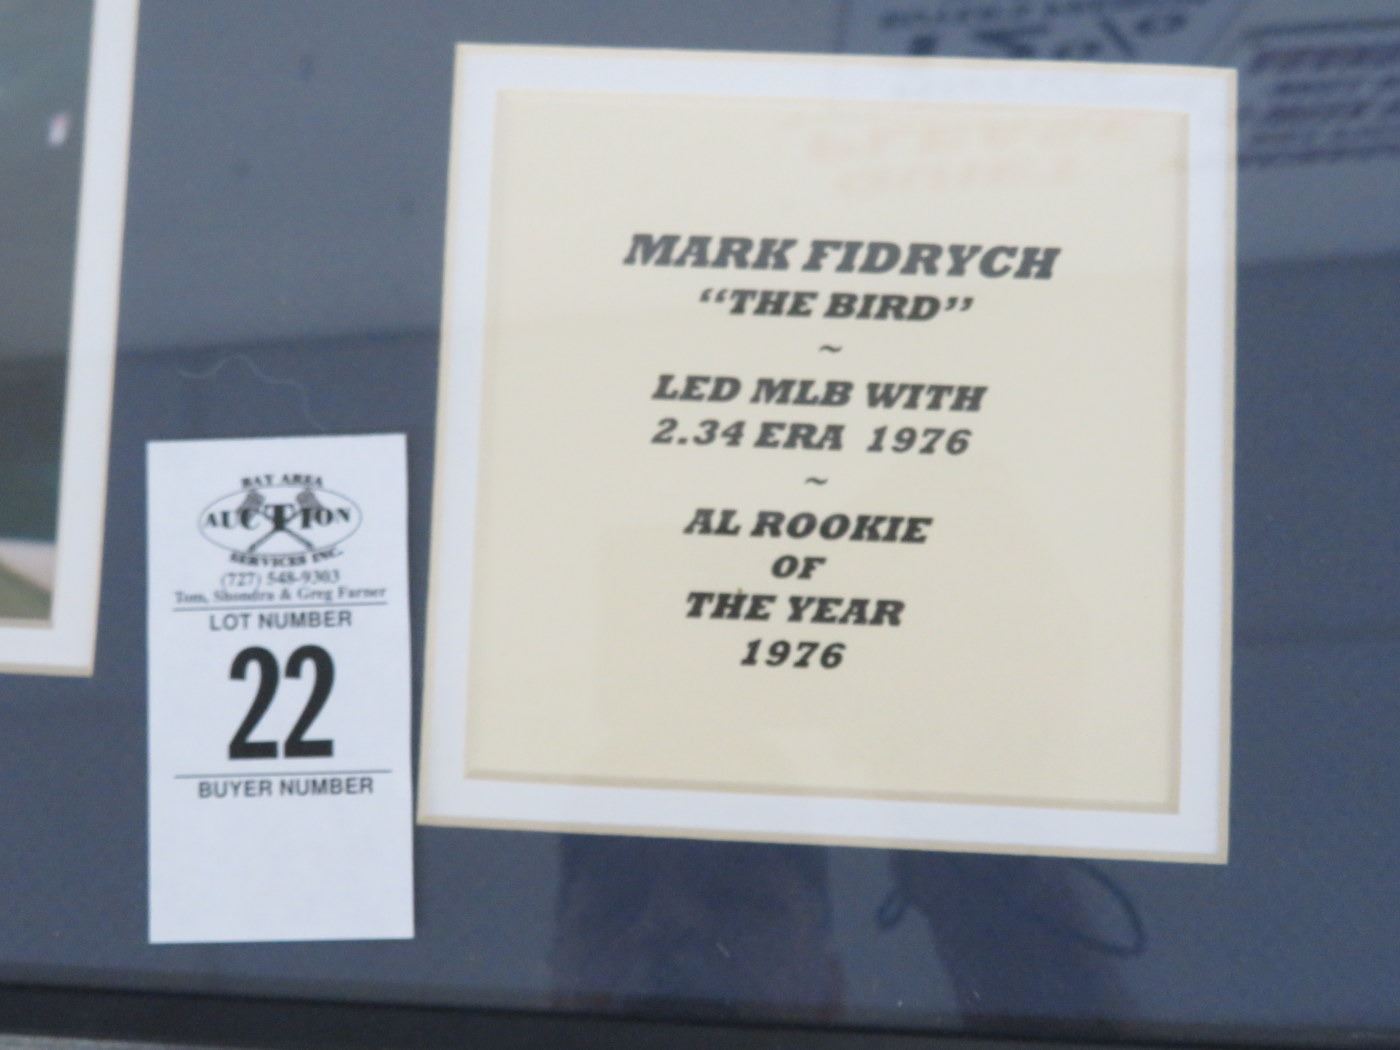 BAY AREA
AUCTION
SERVICES INC.
(727) 548-9303
Tom, Shondra & Greg Farner
LOT NUMBER
22
BUYER NUMBER
MARK FIDRYCH
“THE BIRD”
~
LED MLB WITH
2.34 ERA 1976
~
AL ROOKIE
OF
THE YEAR
1976